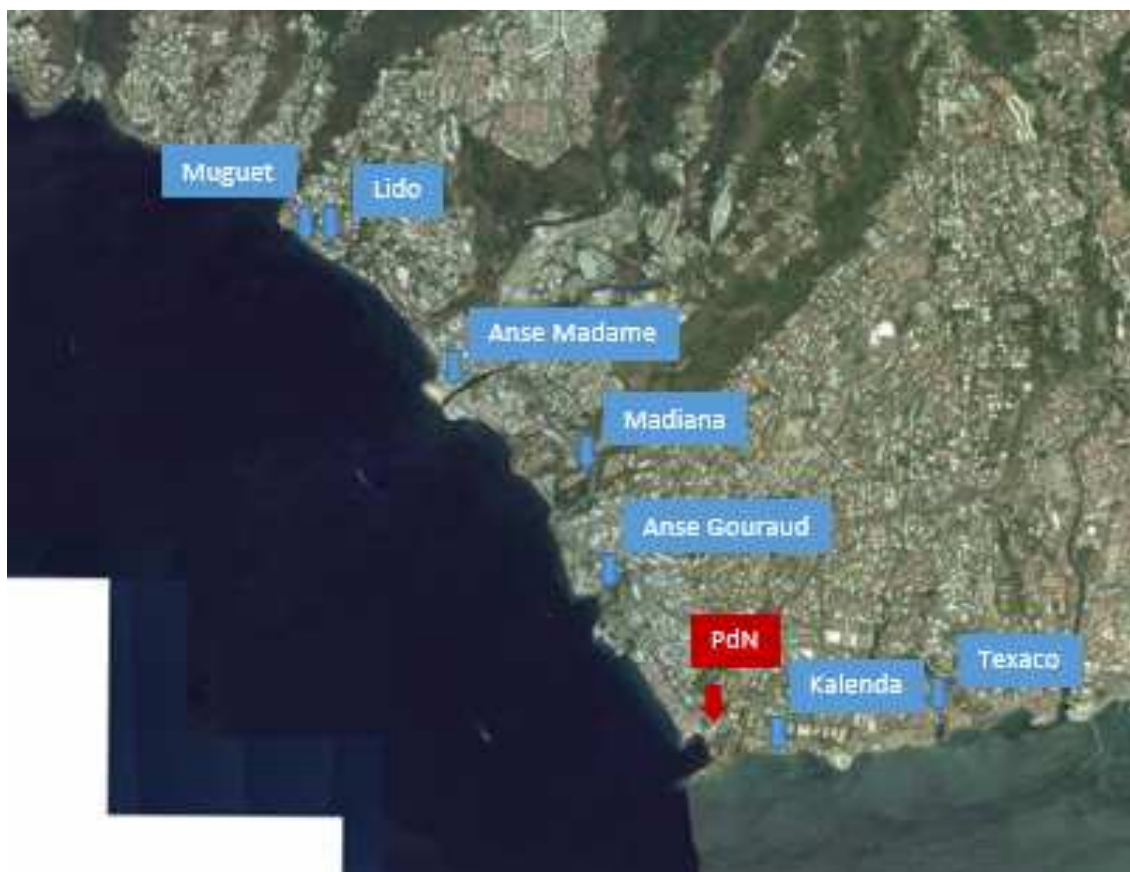 Muguet
Lido
Anse Madame
Madiana
Anse Gouraud
PdN
Kalenda
Texaco